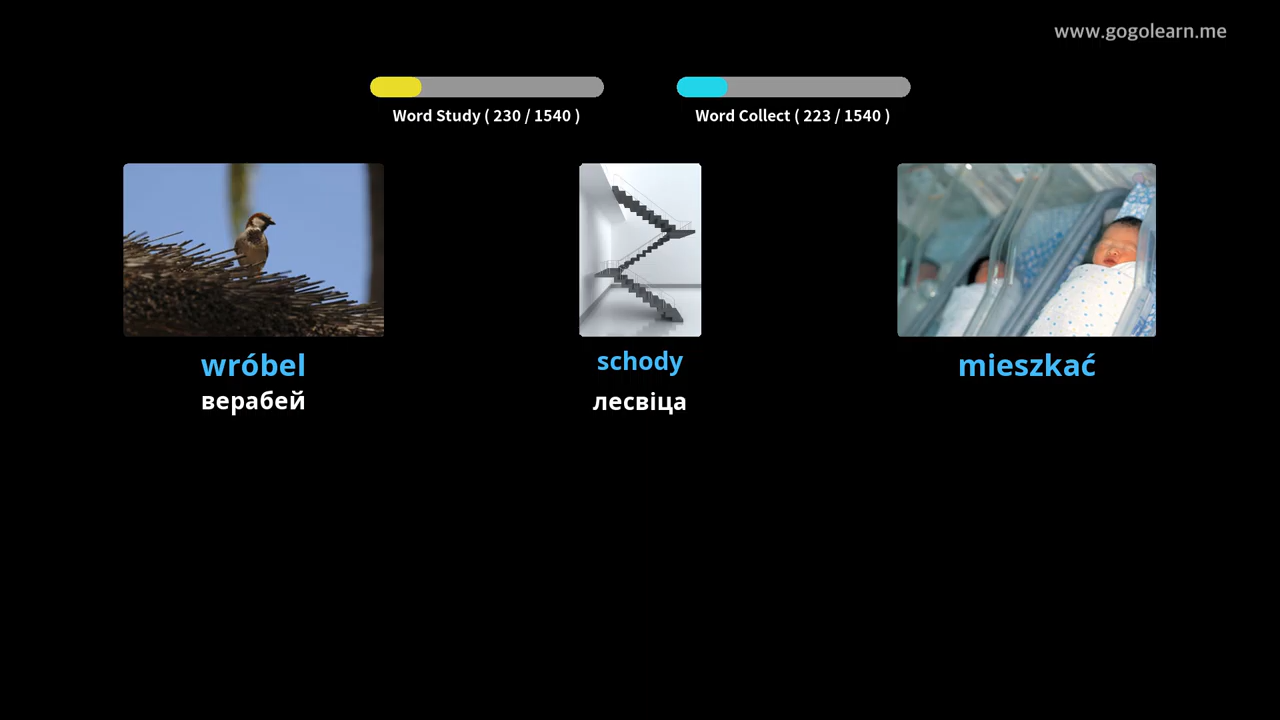 www.gogolearn.me
Word Study ( 230 / 1540 )
Word Collect ( 223 / 1540 )
wróbel
верабей
schody
лесвіца
mieszkać